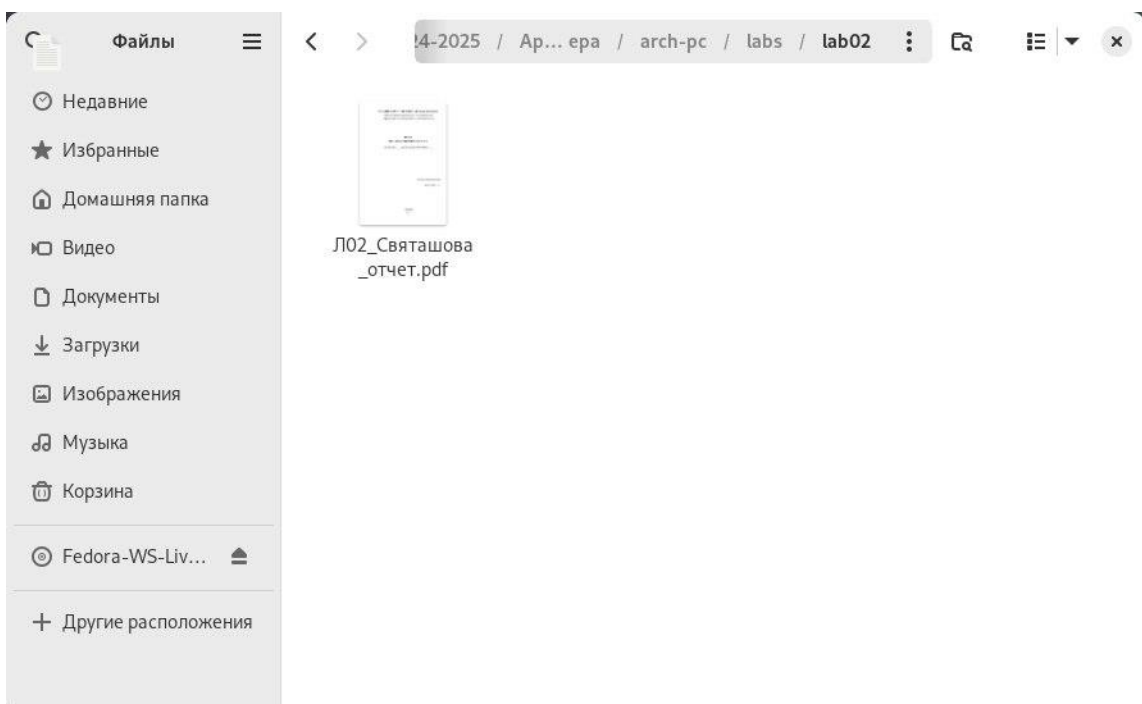 Файлы
24-2025 / Ар… ера / arch-pc / labs / lab02
Недавние
Избранные
Домашняя папка
Видео
Документы
Загрузки
Изображения
Музыка
Корзина
Fedora-WS-Liv…
Другие расположения
Л02_Святашова
_отчет.pdf